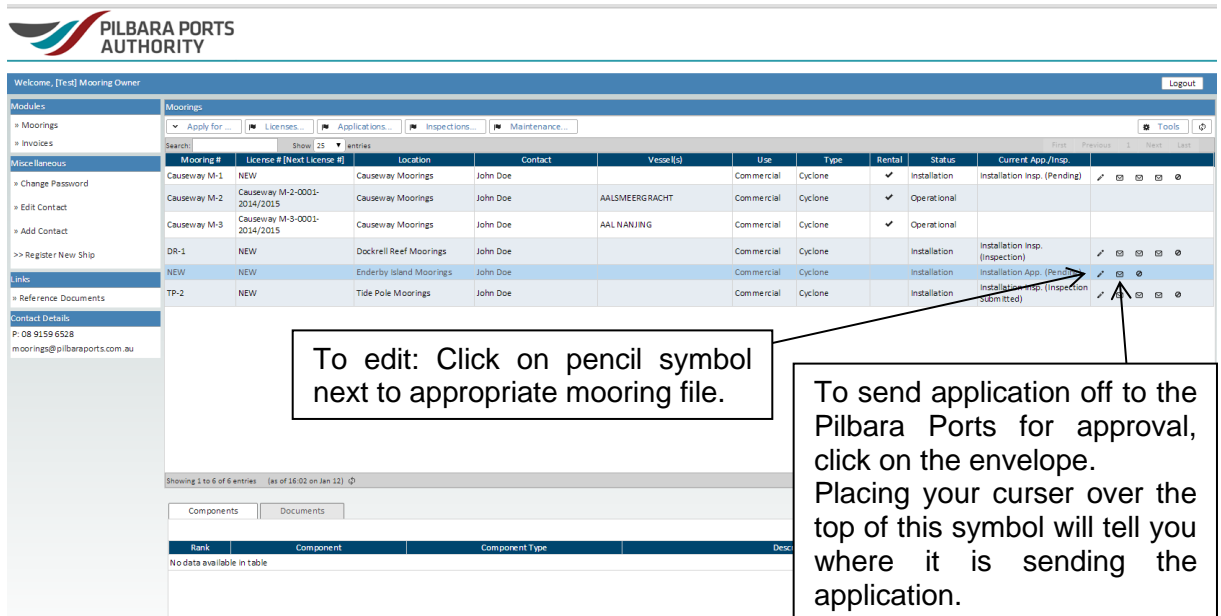 PILBARA PORTS
AUTHORITY
Welcome, [Test] Mooring Owner
Logout
Modules
» Moorings
» Invoices
Miscellaneous
» Change Password
» Edit Contact
» Add Contact
>> Register New Ship
Links
» Reference Documents
Contact Details
P: 08 9159 6528
moorings@pilbaraports.com.au
Moorings
Apply for ... Licenses... Applications... Inspections... Maintenance... Tools
Search: Show 25 entries First Previous 1 Next Last
Mooring # License # [Next License #] Location Contact Vessel(s) Use Type Rental Status Current App./Insp.
Causeway M-1 NEW Causeway Moorings John Doe Commercial Cyclone ✔ Installation Installation Insp. (Pending)
Causeway M-2 Causeway M-2-0001-
2014/2015 Causeway Moorings John Doe AALSMEERGRACHT Commercial Cyclone ✔ Operational
Causeway M-3 Causeway M-3-0001-
2014/2015 Causeway Moorings John Doe AAL NANJING Commercial Cyclone ✔ Operational
DR-1 NEW Dockrell Reef Moorings John Doe Commercial Cyclone Installation Installation Insp.
(Inspection)
NEW NEW Enderby Island Moorings John Doe Commercial Cyclone Installation Installation App. (Pending)
TP-2 NEW Tide Pole Moorings John Doe Commercial Cyclone Installation Installation Insp. (Inspection
Submitted)
To edit: Click on pencil symbol
next to appropriate mooring file.
To send application off to the
Pilbara Ports for approval,
click on the envelope.
Placing your curser over the
top of this symbol will tell you
where it is sending the
application.
Showing 1 to 6 of 6 entries (as of 16:02 on Jan 12)
Components Documents
Rank Component Component Type Desc
No data available in table